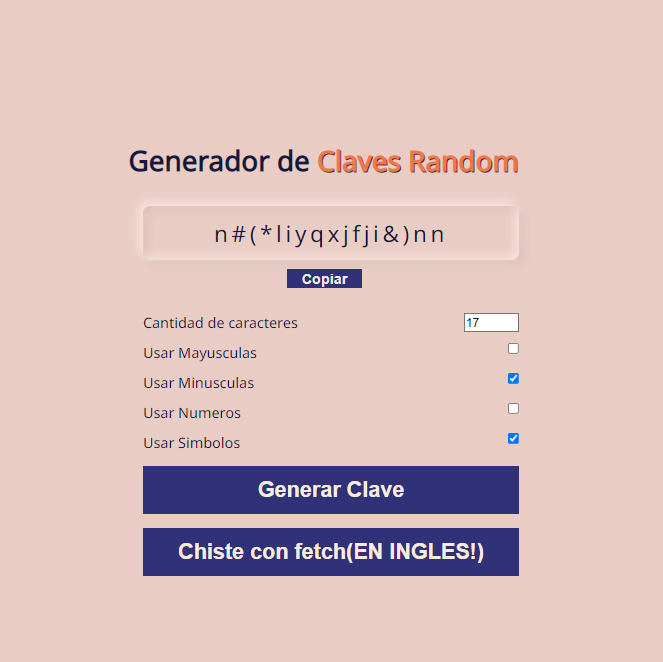 Generador de Claves Random
n#(*liyqxjfji&)nn
Copiar
Cantidad de caracteres 17
Usar Mayusculas
Usar Minusculas
Usar Numeros
Usar Simbolos
Generar Clave
Chiste con fetch(EN INGLES!)